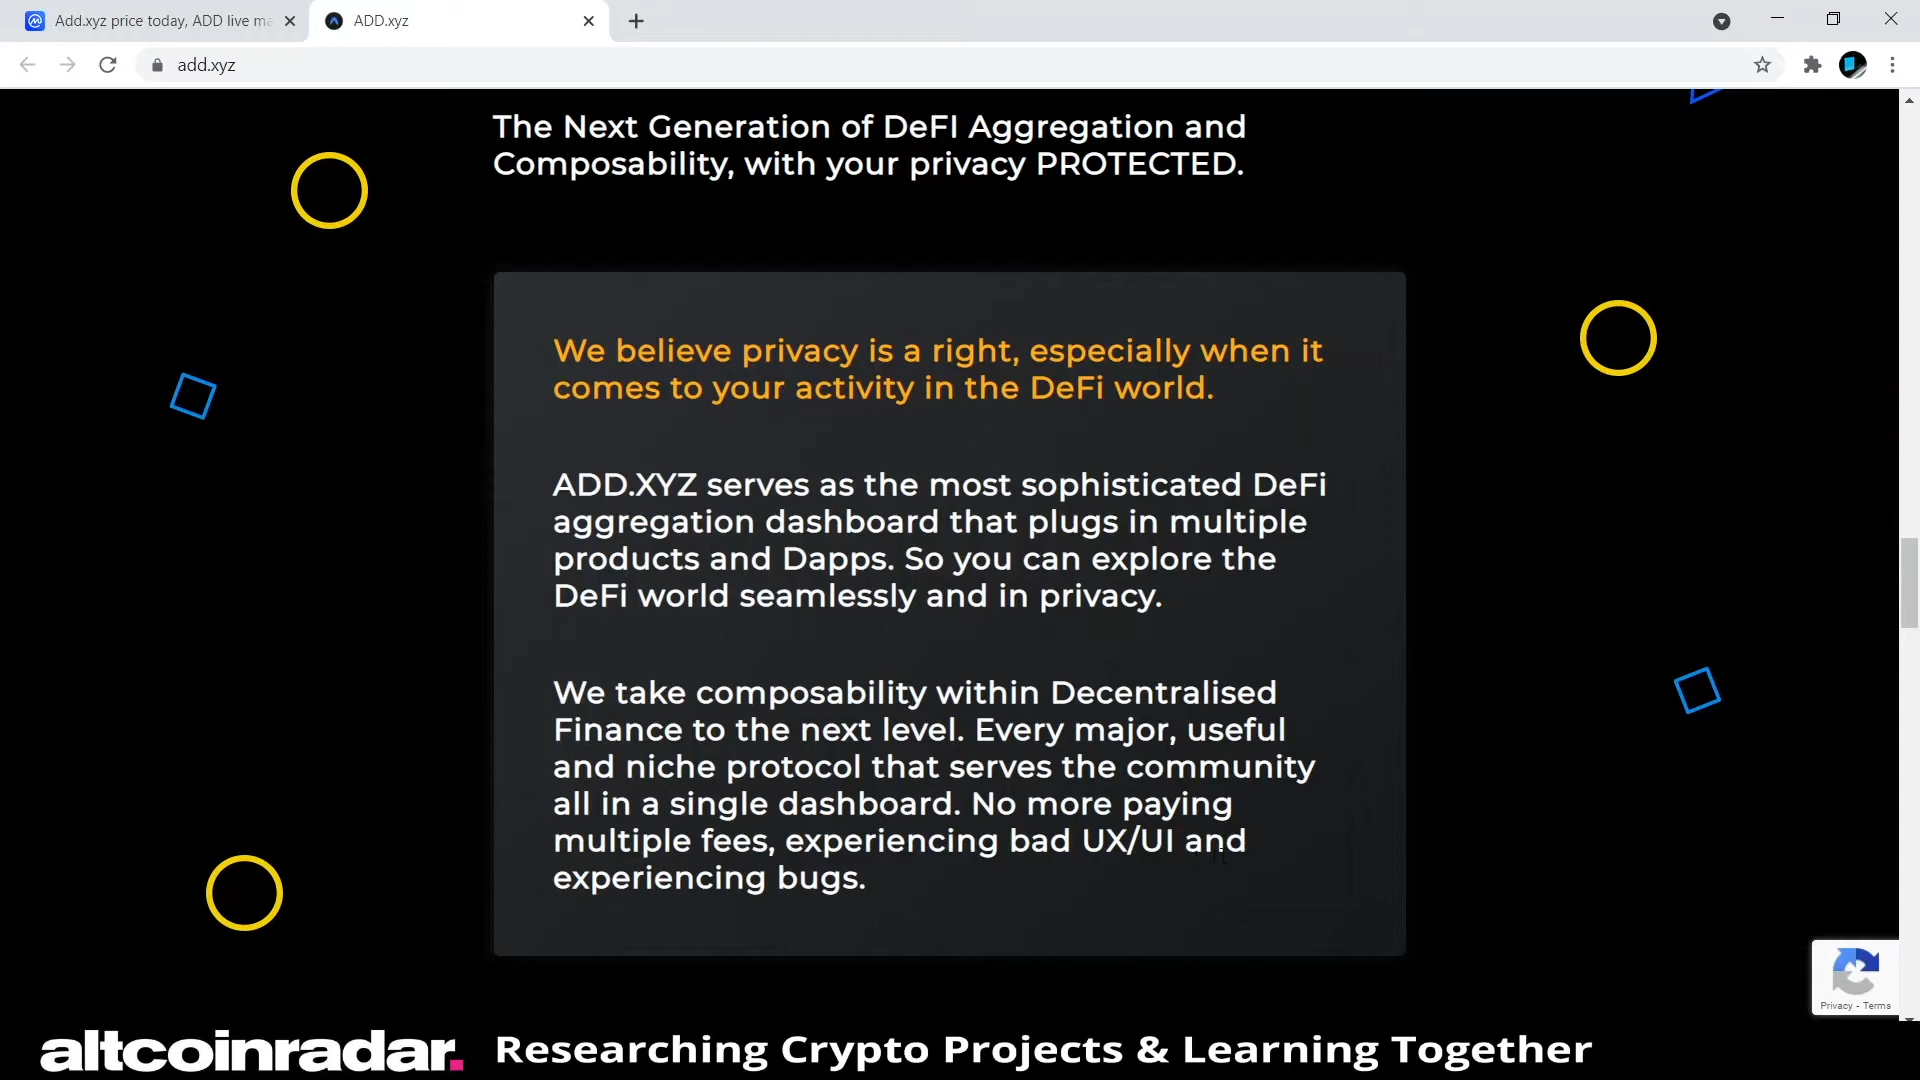 Add.xyz price today, ADD live ma
ADD.xyz
add.xyz
The Next Generation of DeFI Aggregation and
Composability, with your privacy PROTECTED.
We believe privacy is a right, especially when it
comes to your activity in the DeFi world.
ADD.XYZ serves as the most sophisticated DeFi
aggregation dashboard that plugs in multiple
products and Dapps. So you can explore the
DeFi world seamlessly and in privacy.
We take composability within Decentralised
Finance to the next level. Every major, useful
and niche protocol that serves the community
all in a single dashboard. No more paying
multiple fees, experiencing bad UX/UI and
experiencing bugs.
Privacy - Terms
altcoinradar. Researching Crypto Projects & Learning Together